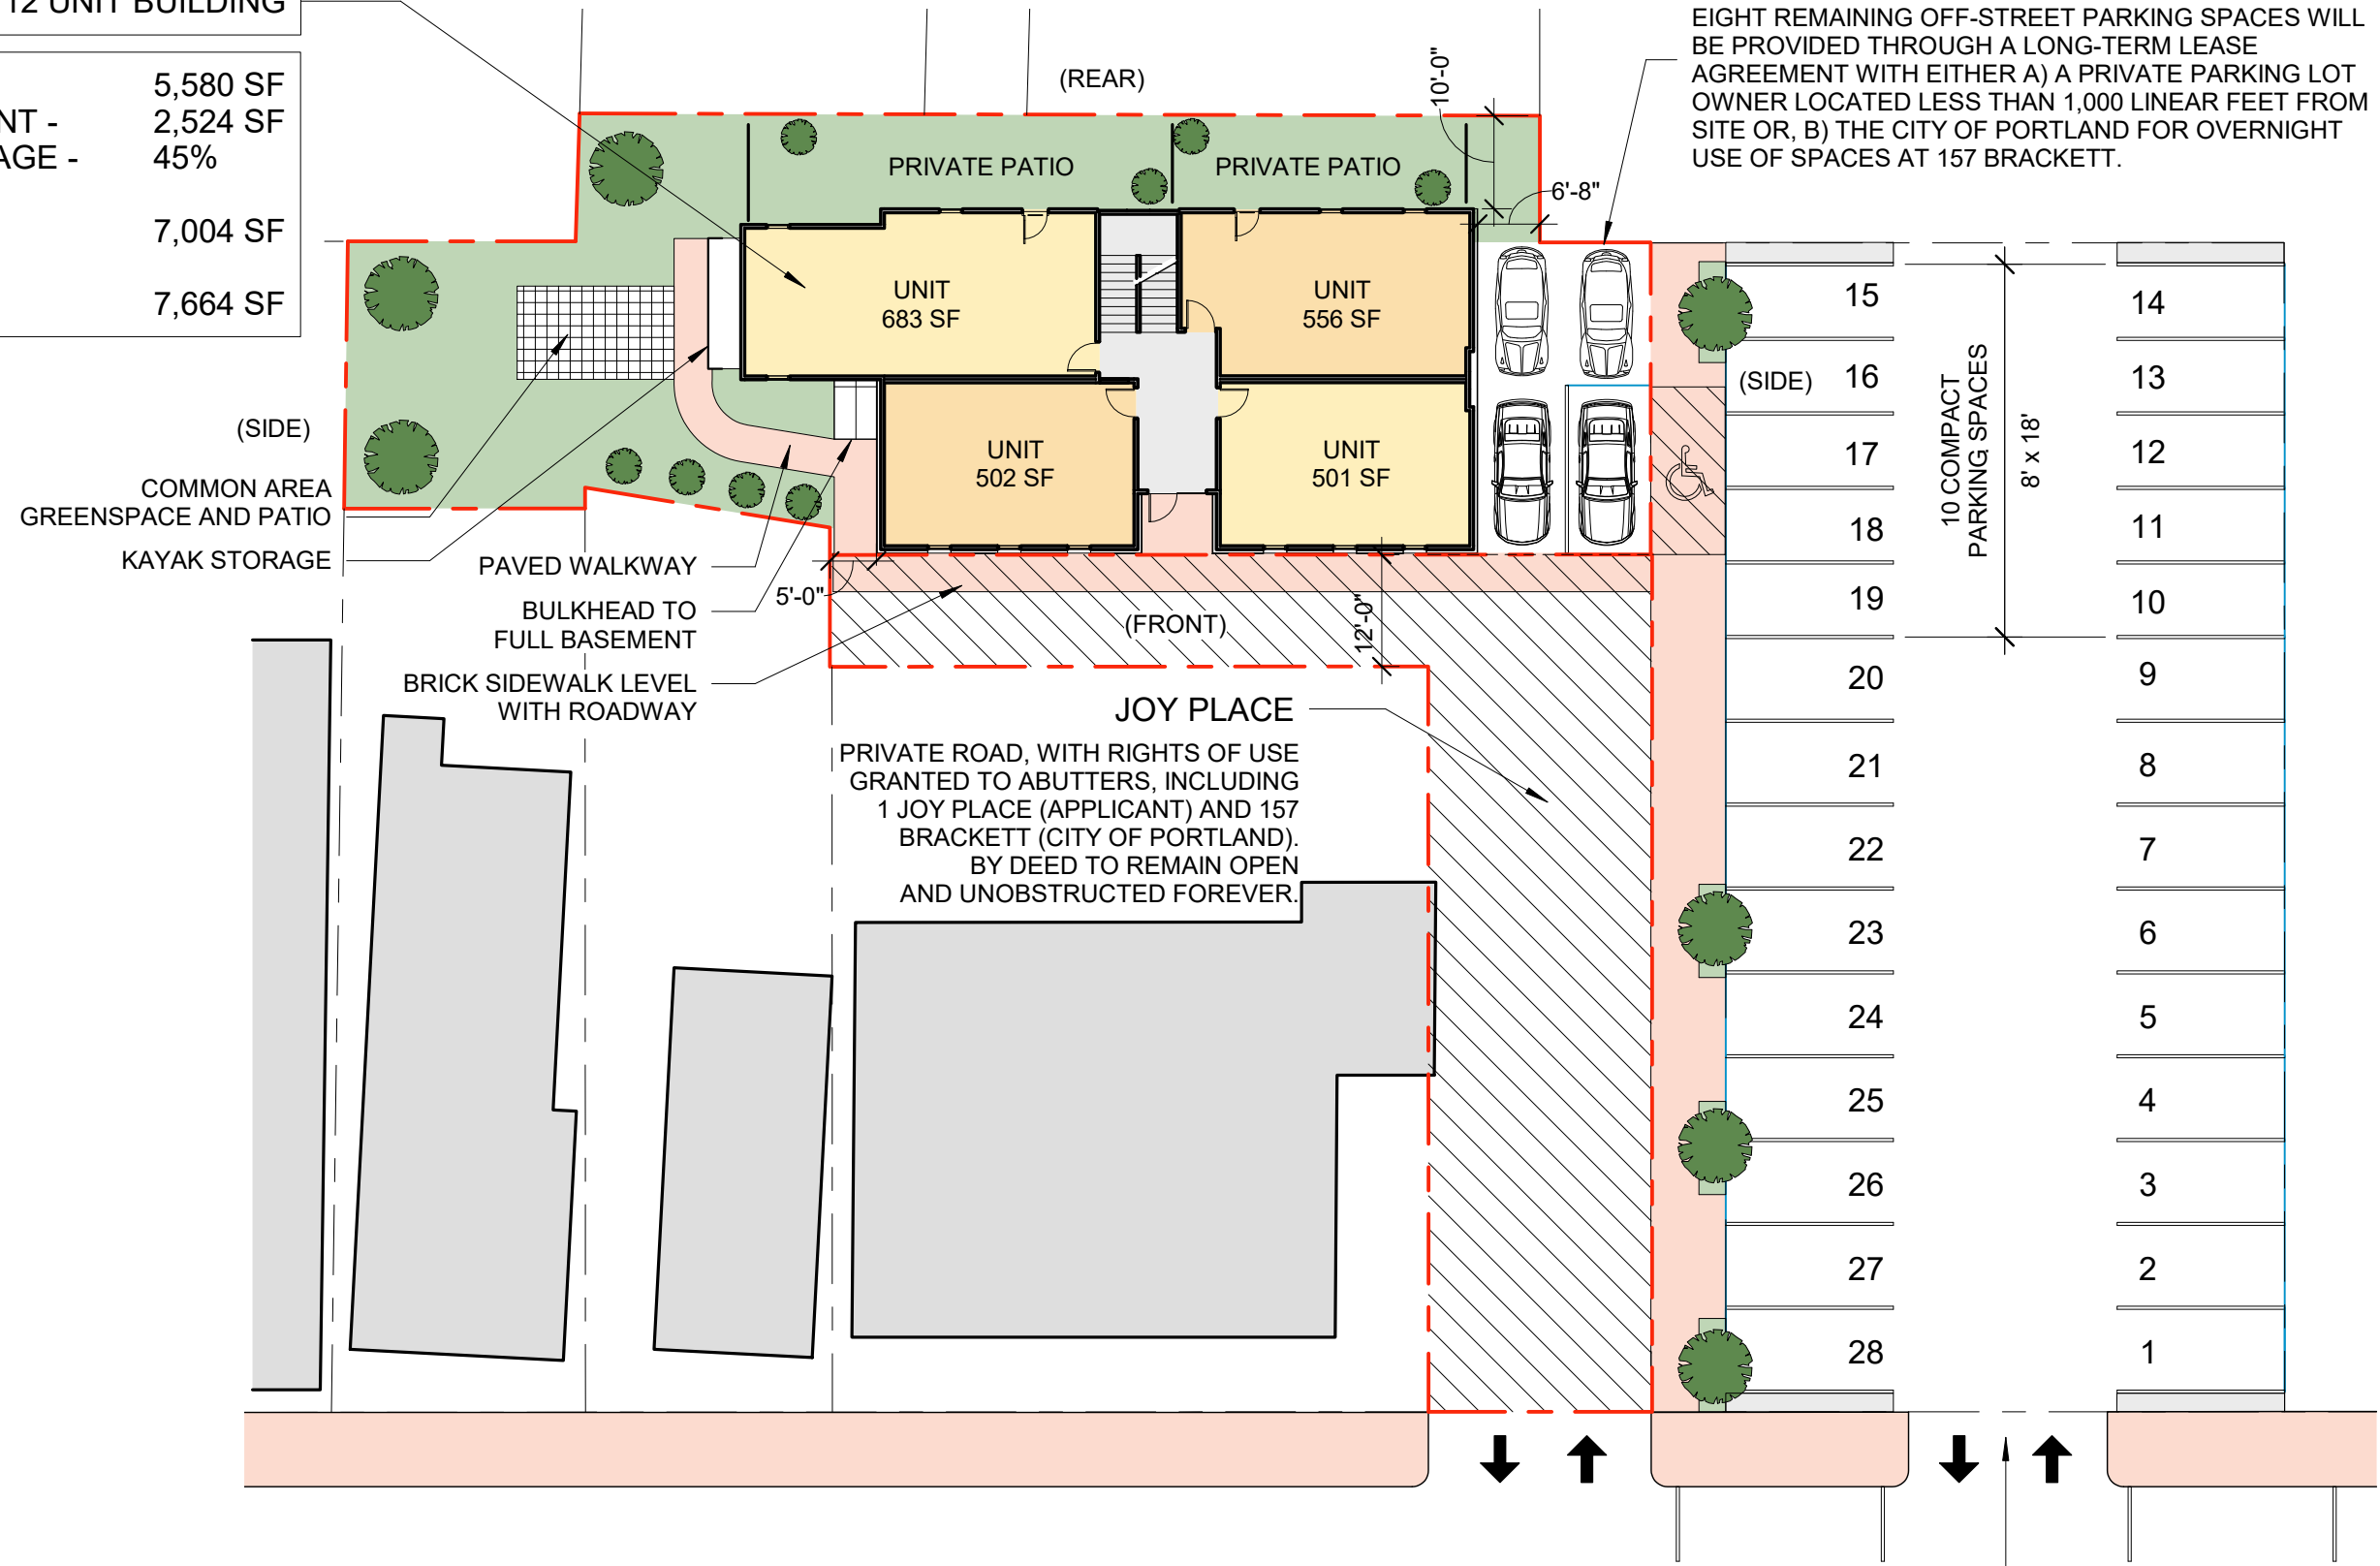 12 UNIT BUILDING
5,580 SF
NT - 2,524 SF
AGE - 45%
7,004 SF
7,664 SF
EIGHT REMAINING OFF-STREET PARKING SPACES WILL
BE PROVIDED THROUGH A LONG-TERM LEASE
AGREEMENT WITH EITHER A) A PRIVATE PARKING LOT
OWNER LOCATED LESS THAN 1,000 LINEAR FEET FROM
SITE OR, B) THE CITY OF PORTLAND FOR OVERNIGHT
USE OF SPACES AT 157 BRACKETT.
(REAR)
10'-0"
PRIVATE PATIO
PRIVATE PATIO
6'-8"
UNIT
683 SF
UNIT
556 SF
UNIT
502 SF
UNIT
501 SF
(SIDE)
(SIDE)
COMMON AREA
GREENSPACE AND PATIO
KAYAK STORAGE
PAVED WALKWAY
BULKHEAD TO
FULL BASEMENT
BRICK SIDEWALK LEVEL
WITH ROADWAY
5'-0"
(FRONT)
12'-0"
JOY PLACE
PRIVATE ROAD, WITH RIGHTS OF USE
GRANTED TO ABUTTERS, INCLUDING
1 JOY PLACE (APPLICANT) AND 157
BRACKETT (CITY OF PORTLAND).
BY DEED TO REMAIN OPEN
AND UNOBSTRUCTED FOREVER.
10 COMPACT
PARKING SPACES
8' x 18'
15
16
17
18
19
20
21
22
23
24
25
26
27
28
14
13
12
11
10
9
8
7
6
5
4
3
2
1